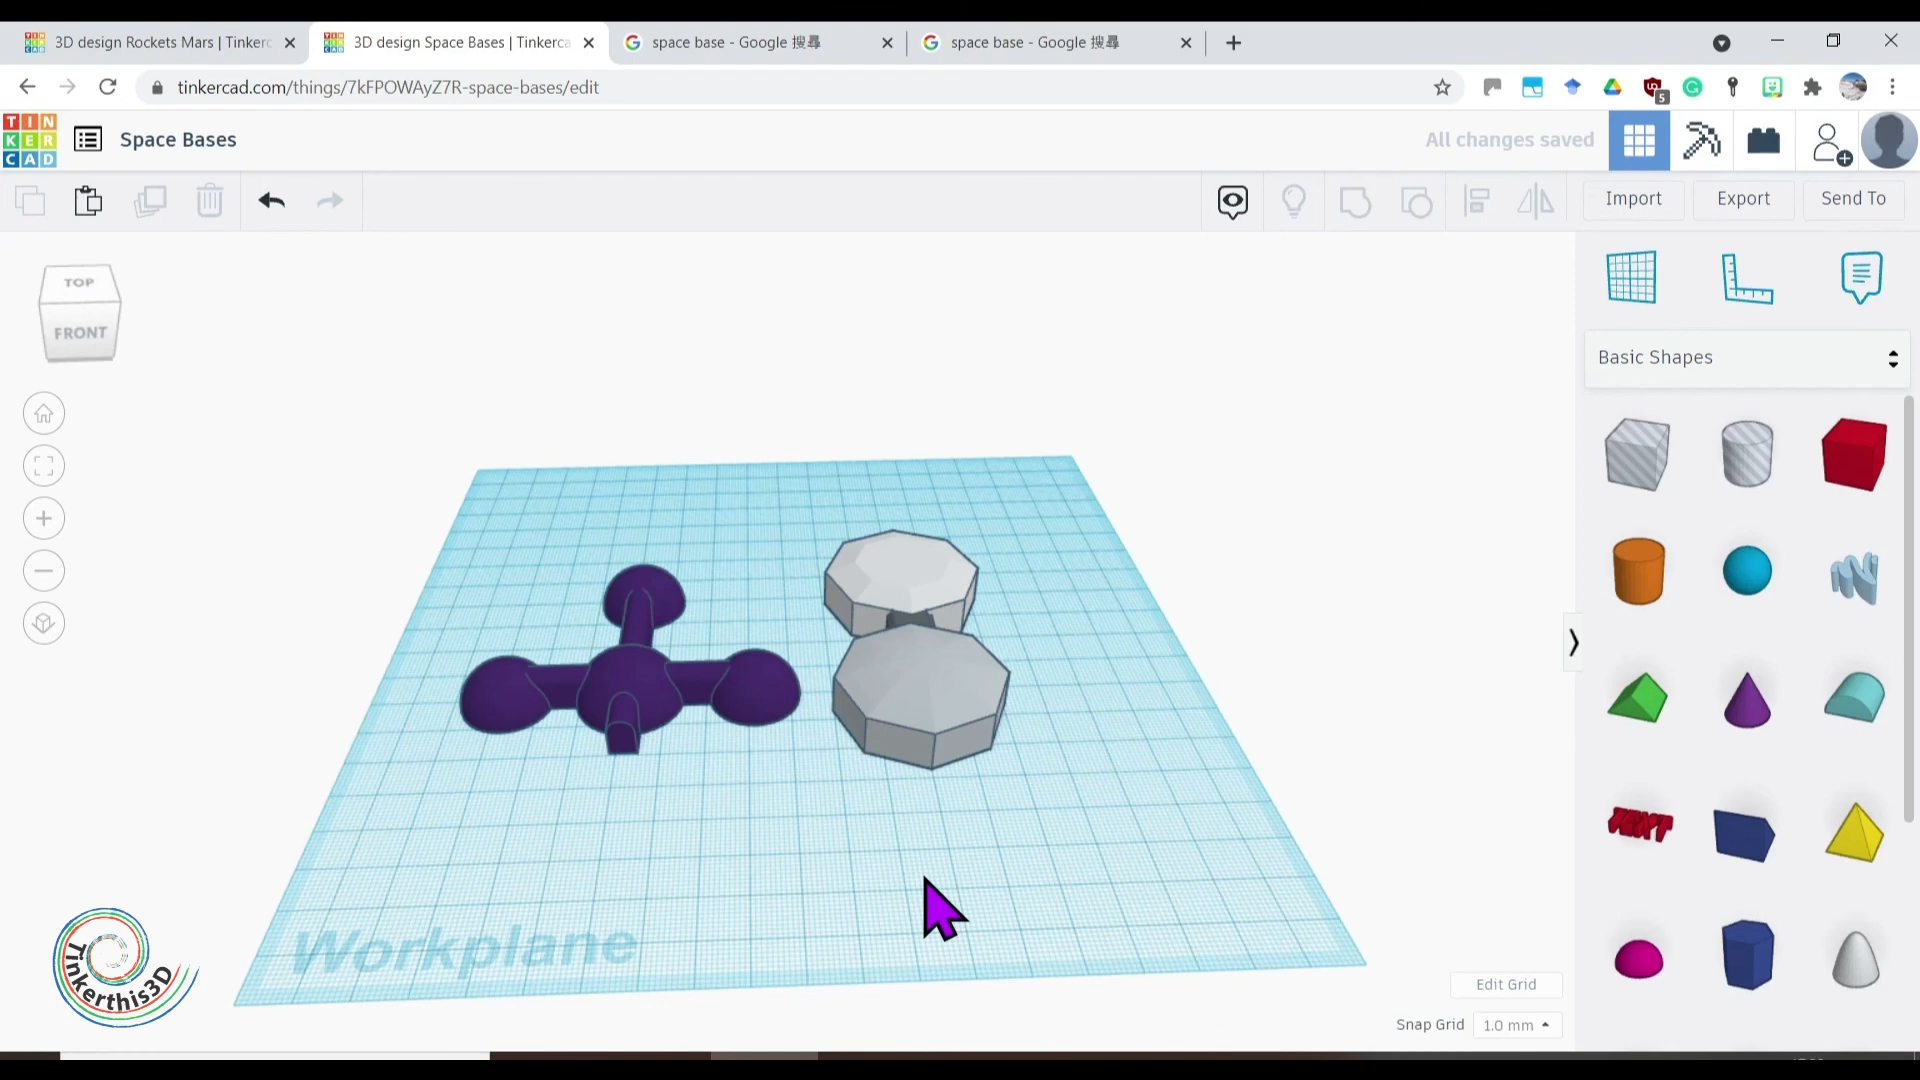 3D design Rockets Mars | Tinkerc
3D design Space Bases | Tinkerca
space base - Google 搜尋
space base - Google 搜尋
tinkercad.com/things/7kFPOWAyZ7R-space-bases/edit
5
TIN
KER
CAD
Space Bases
All changes saved
Import
Export
Send To
TOP
FRONT
Basic Shapes
TEXT
Workplane
Tinkerthis3D
Edit Grid
Snap Grid
1.0 mm